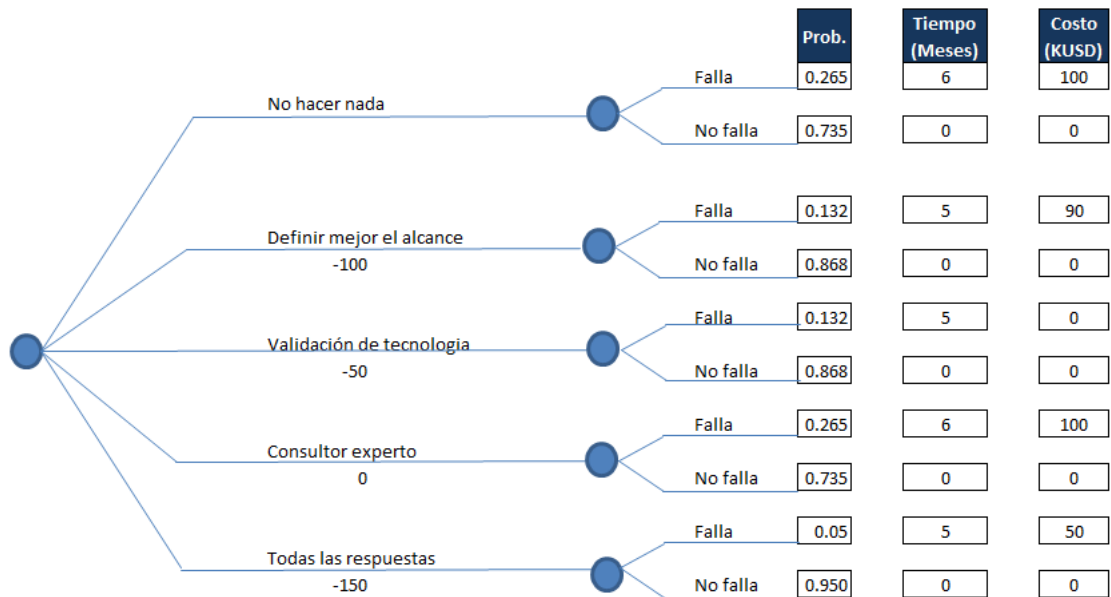 Prob. Tiempo (Meses) Costo (KUSD)
Falla 0.265 6 100
No hacer nada
No falla 0.735 0 0
Falla 0.132 5 90
Definir mejor el alcance
-100
No falla 0.868 0 0
Falla 0.132 5 0
Validación de tecnologia
-50
No falla 0.868 0 0
Falla 0.265 6 100
Consultor experto
0
No falla 0.735 0 0
Falla 0.05 5 50
Todas las respuestas
-150
No falla 0.950 0 0